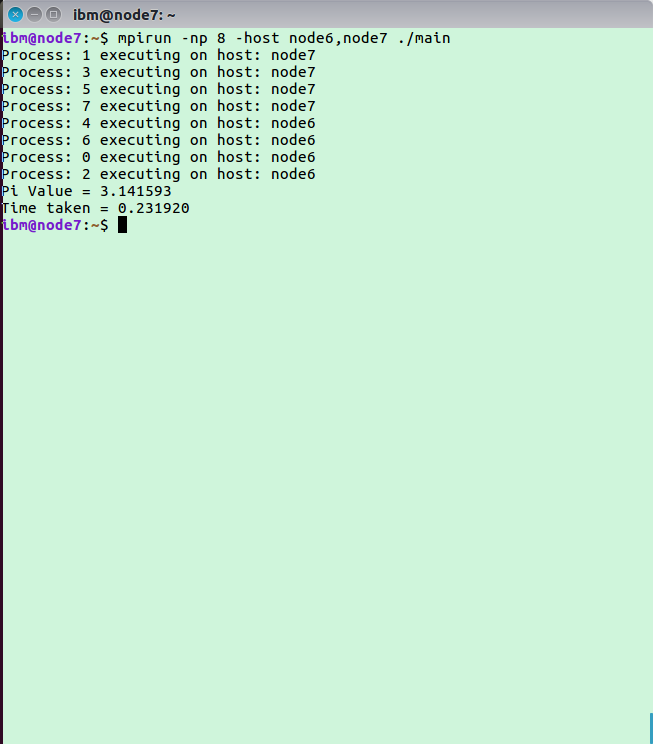 ibm@node7: ~
ibm@node7:~$ mpirun -np 8 -host node6,node7 ./main
Process: 1 executing on host: node7
Process: 3 executing on host: node7
Process: 5 executing on host: node7
Process: 7 executing on host: node7
Process: 4 executing on host: node6
Process: 6 executing on host: node6
Process: 0 executing on host: node6
Process: 2 executing on host: node6
Pi Value = 3.141593
Time taken = 0.231920
ibm@node7:~$